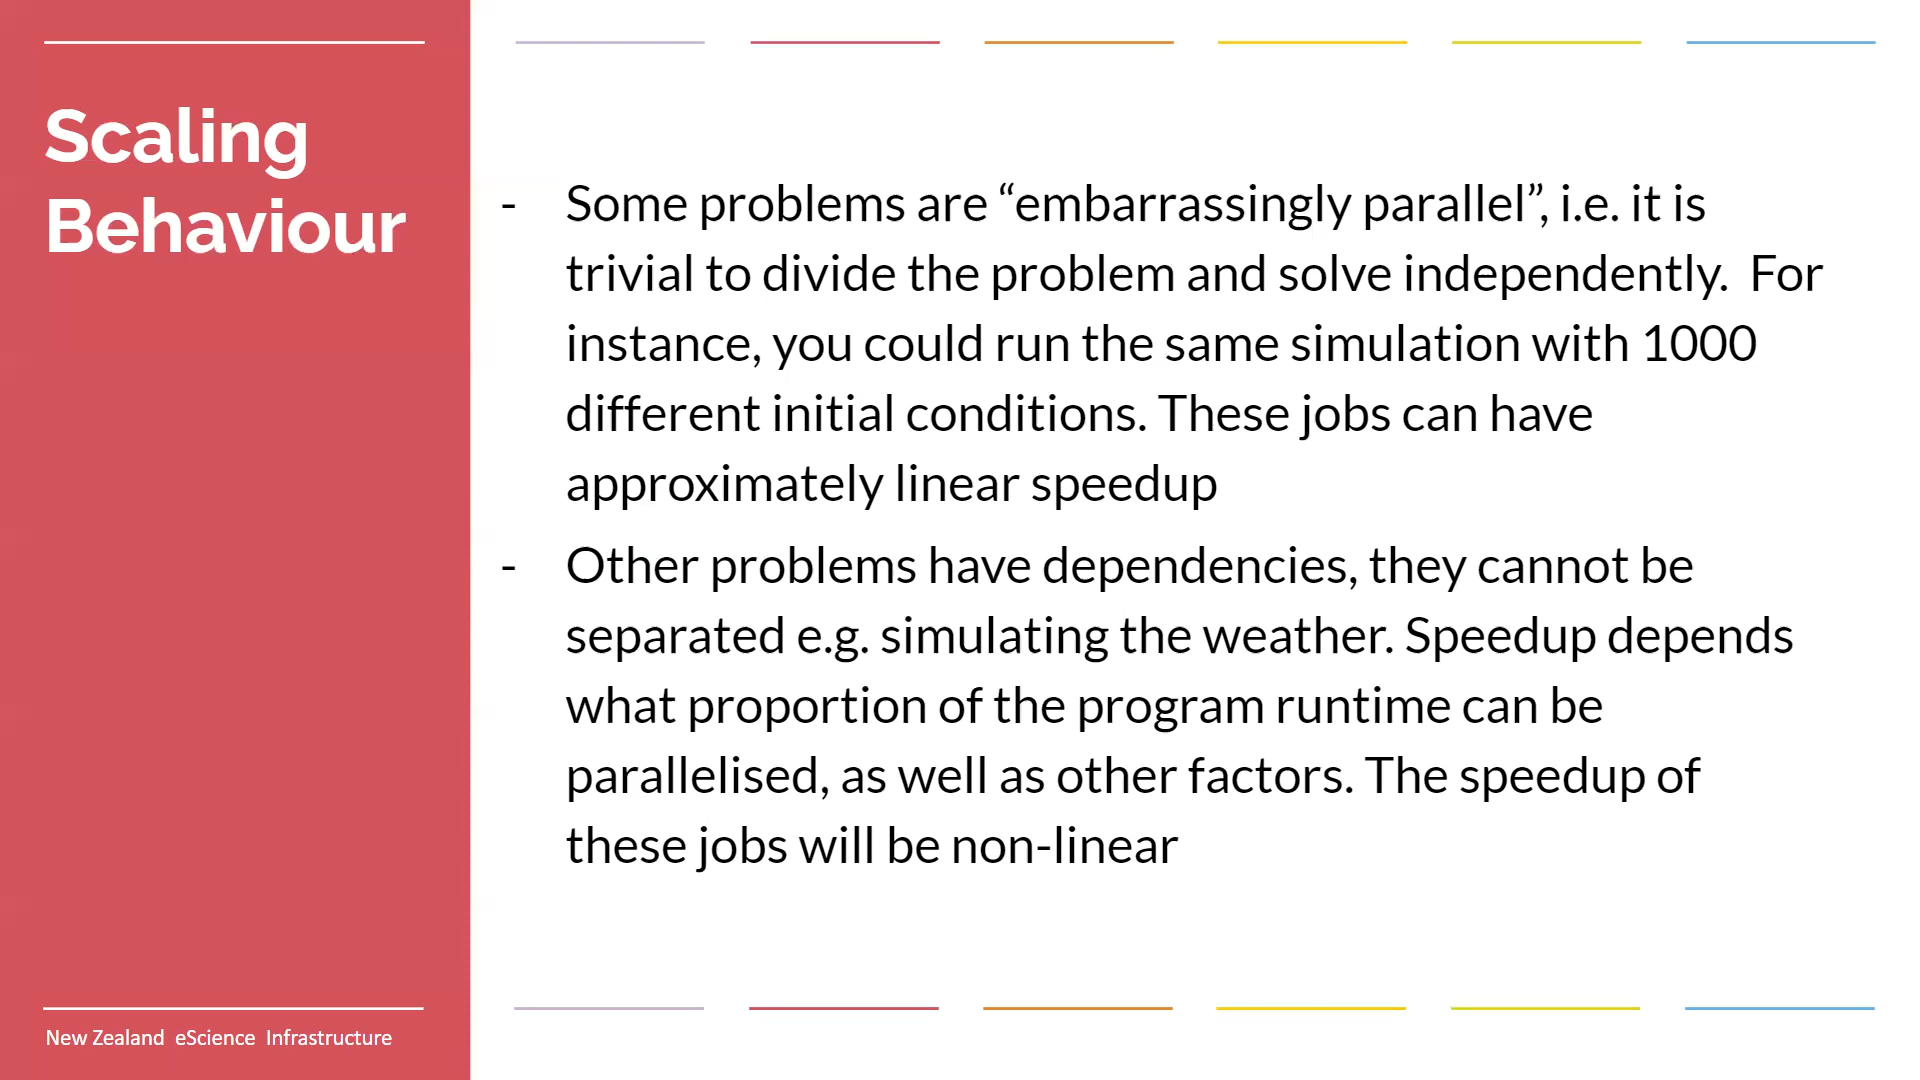 Scaling
Behaviour
- Some problems are “embarrassingly parallel”, i.e. it is
trivial to divide the problem and solve independently.  For
instance, you could run the same simulation with 1000
different initial conditions. These jobs can have
approximately linear speedup
- Other problems have dependencies, they cannot be
separated e.g. simulating the weather. Speedup depends
what proportion of the program runtime can be
parallelised, as well as other factors. The speedup of
these jobs will be non-linear
New Zealand eScience Infrastructure